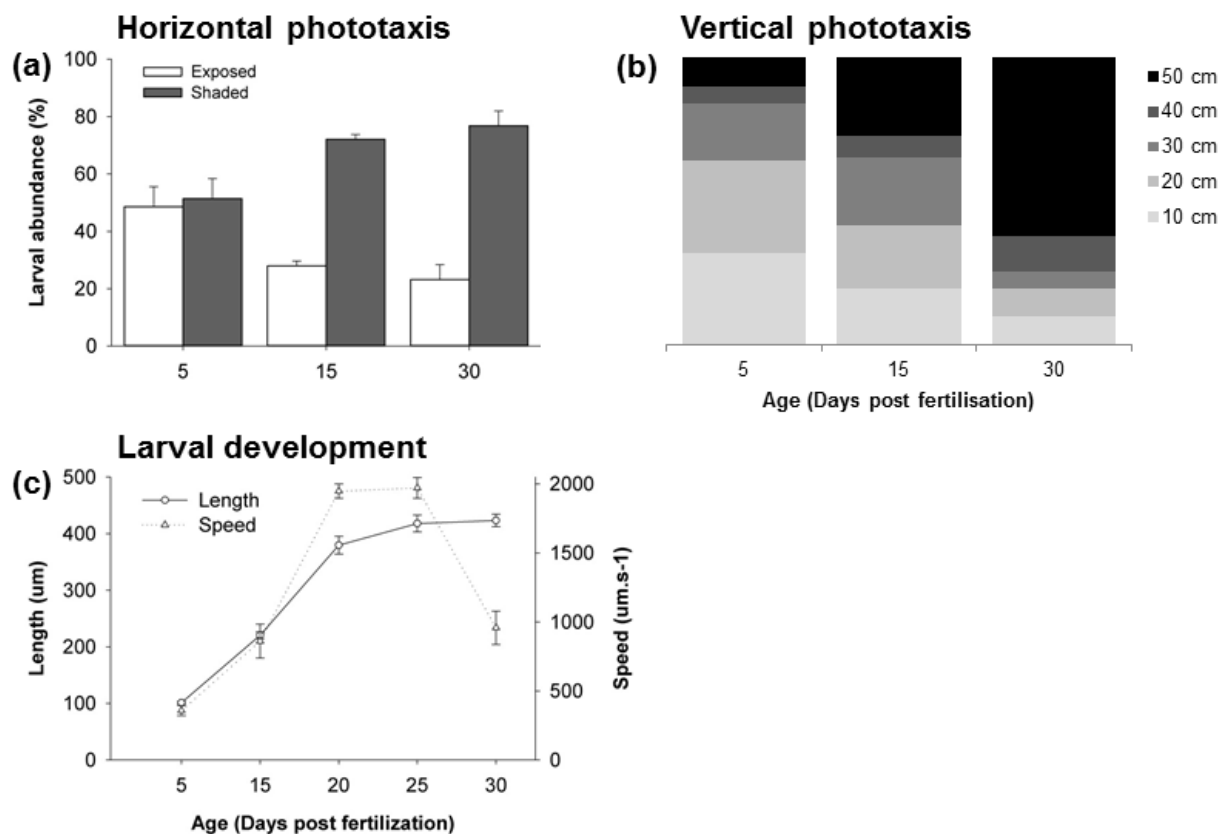 Horizontal phototaxis
(a)
100
80
60
40
20
0
Larval abundance (%)
Exposed
Shaded
5 15 30
Vertical phototaxis
(b)
50 cm
40 cm
30 cm
20 cm
10 cm
5 15 30
Age (Days post fertilisation)
Larval development
(c)
500
400
300
200
100
0
Length (um)
Length
Speed
2000
1500
1000
500
0
Speed (um.s-1)
5 15 20 25 30
Age (Days post fertilization)